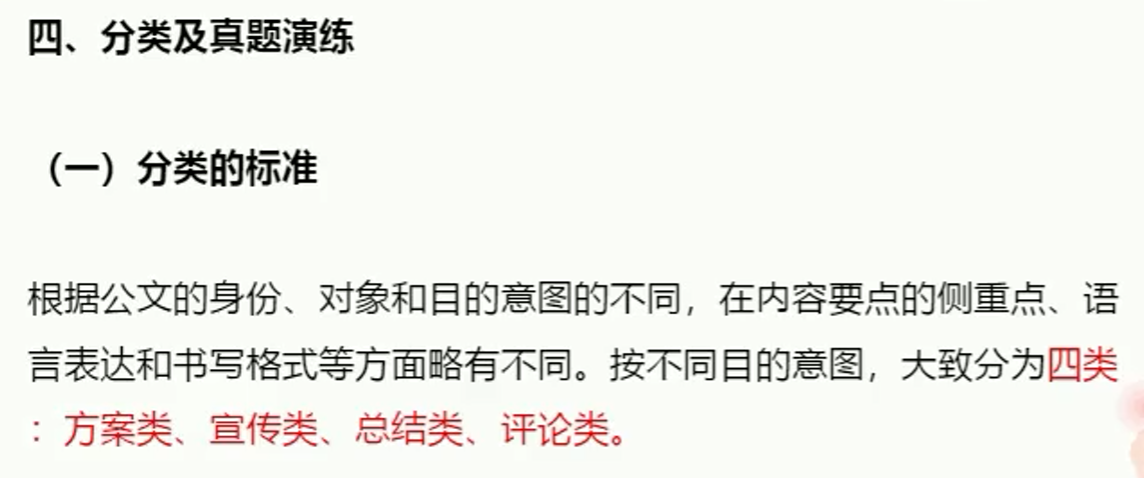 四、分类及真题演练
（一）分类的标准
根据公文的身份、对象和目的意图的不同，在内容要点的侧重点、语
言表达和书写格式等方面略有不同。按不同目的意图，大致分为四类
：方案类、宣传类、总结类、评论类。